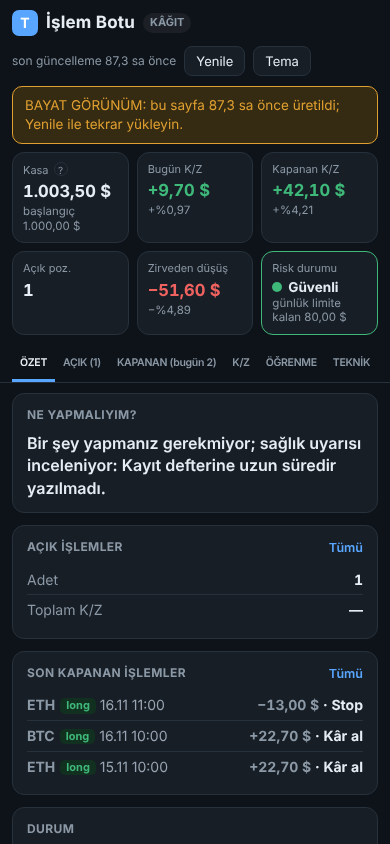 T İşlem Botu KÂĞIT
son güncelleme 87,3 sa önce Yenile Tema
BAYAT GÖRÜNÜM: bu sayfa 87,3 sa önce üretildi;
Yenile ile tekrar yükleyin.
Kasa ?
1.003,50 $
başlangıç
1.000,00 $
Bugün K/Z
+9,70 $
+%0,97
Kapanan K/Z
+42,10 $
+%4,21
Açık poz.
1
Zirveden düşüş
−51,60 $
−%4,89
Risk durumu
Güvenli
günlük limite
kalan 80,00 $
ÖZET AÇIK (1) KAPANAN (bugün 2) K/Z ÖĞRENME TEKNİK
NE YAPMALIYIM?
Bir şey yapmanız gerekmiyor; sağlık uyarısı
inceleniyor: Kayıt defterine uzun süredir
yazılmadı.
AÇIK İŞLEMLER Tümü
Adet 1
Toplam K/Z —
SON KAPANAN İŞLEMLER Tümü
ETH long 16.11 11:00 −13,00 $ · Stop
BTC long 16.11 10:00 +22,70 $ · Kâr al
ETH long 15.11 10:00 +22,70 $ · Kâr al
DURUM